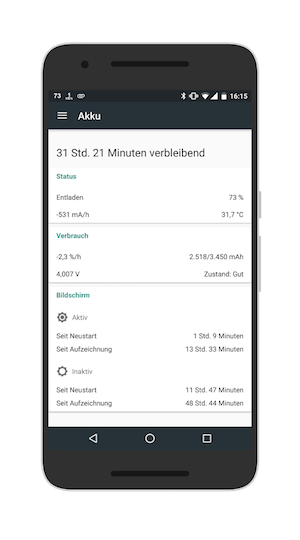 73 16:15
Akku
31 Std. 21 Minuten verbleibend
Status
Entladen 73 %
-531 mA/h 31,7 °C
Verbrauch
-2,3 %/h 2.518/3.450 mAh
4,007 V Zustand: Gut
Bildschirm
Aktiv
Seit Neustart 1 Std. 9 Minuten
Seit Aufzeichnung 13 Std. 33 Minuten
Inaktiv
Seit Neustart 11 Std. 47 Minuten
Seit Aufzeichnung 48 Std. 44 Minuten